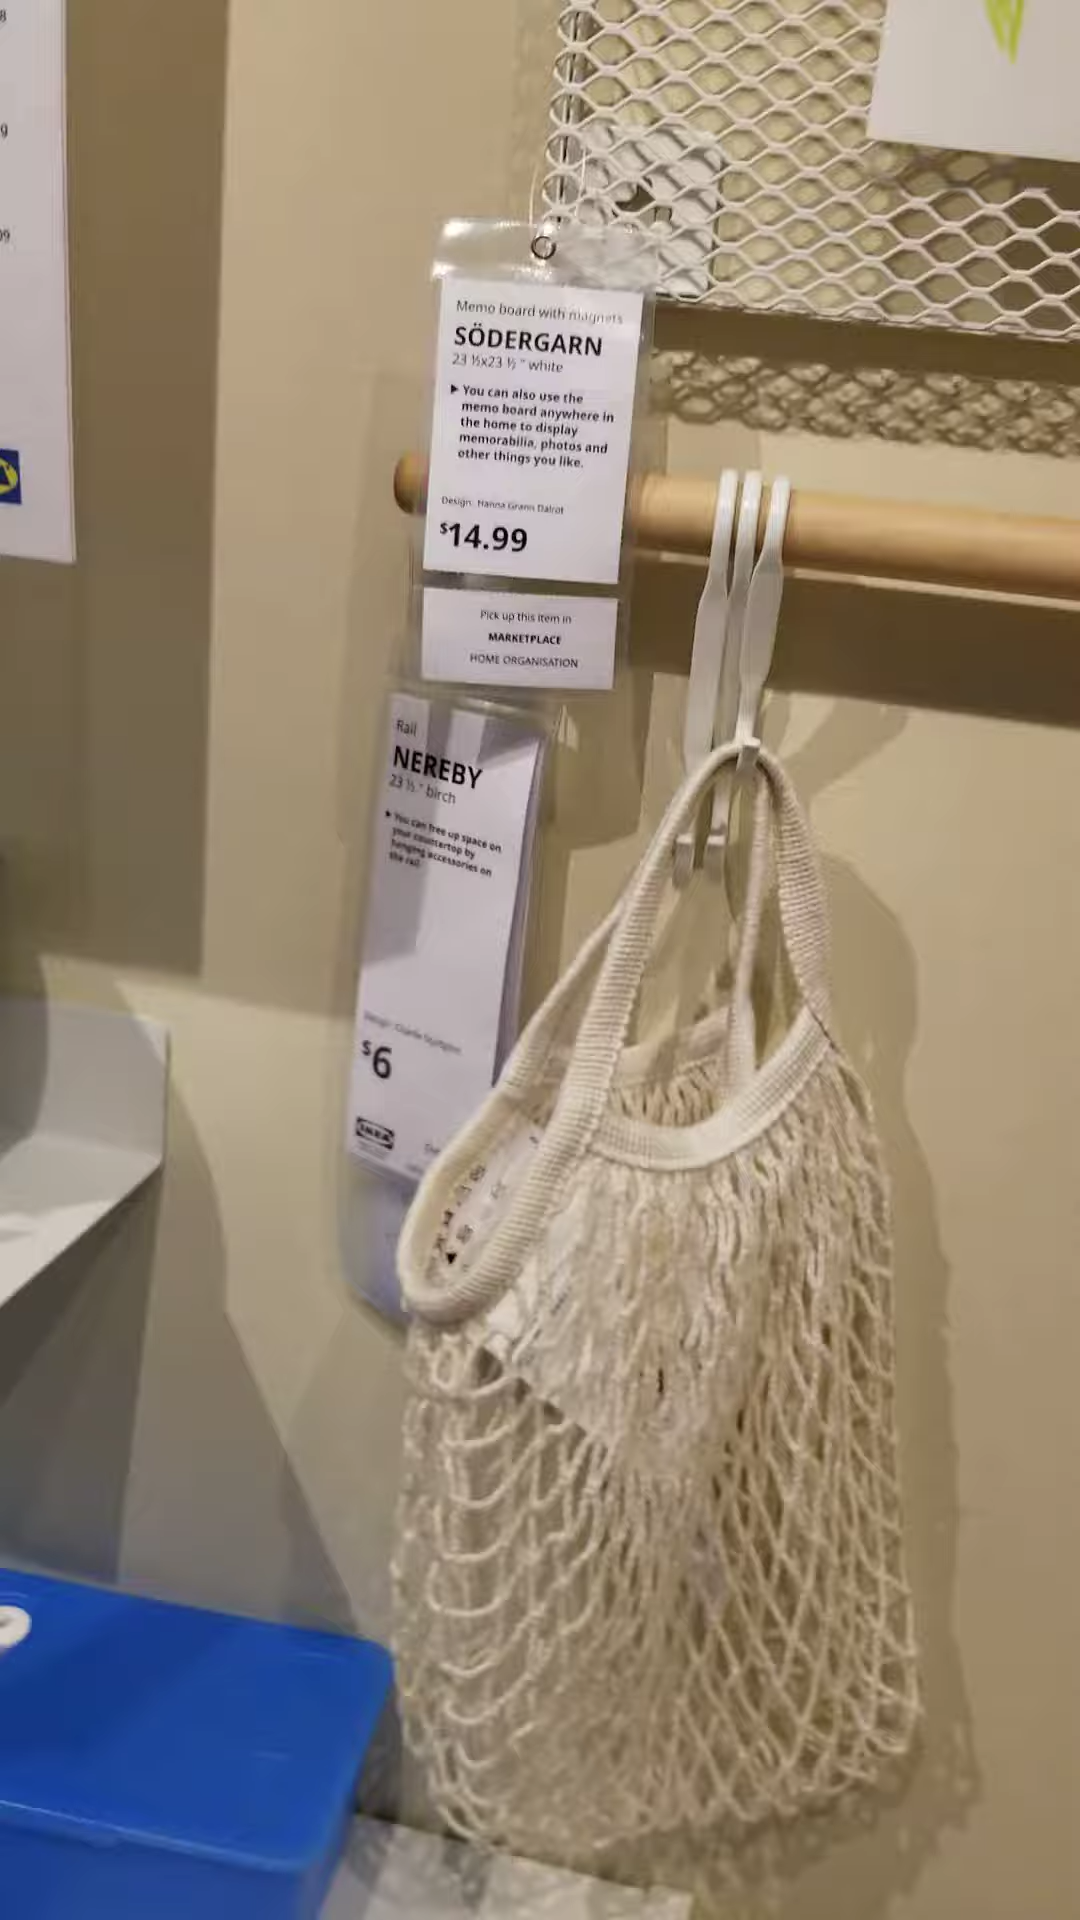 8
g
09
Memo board with magnets
SÖDERGARN
23 ½x23 ½ " white
▶ You can also use the
memo board anywhere in
the home to display
memorabilia, photos and
other things you like.
Design: Hanna Grann Dalrot
$14.99
Pick up this item in
MARKETPLACE
HOME ORGANISATION
Rail
NEREBY
23 ½ " birch
▶ You can free up space on
your countertop by
hanging accessories on
the rail.
Design:
$6
IKEA